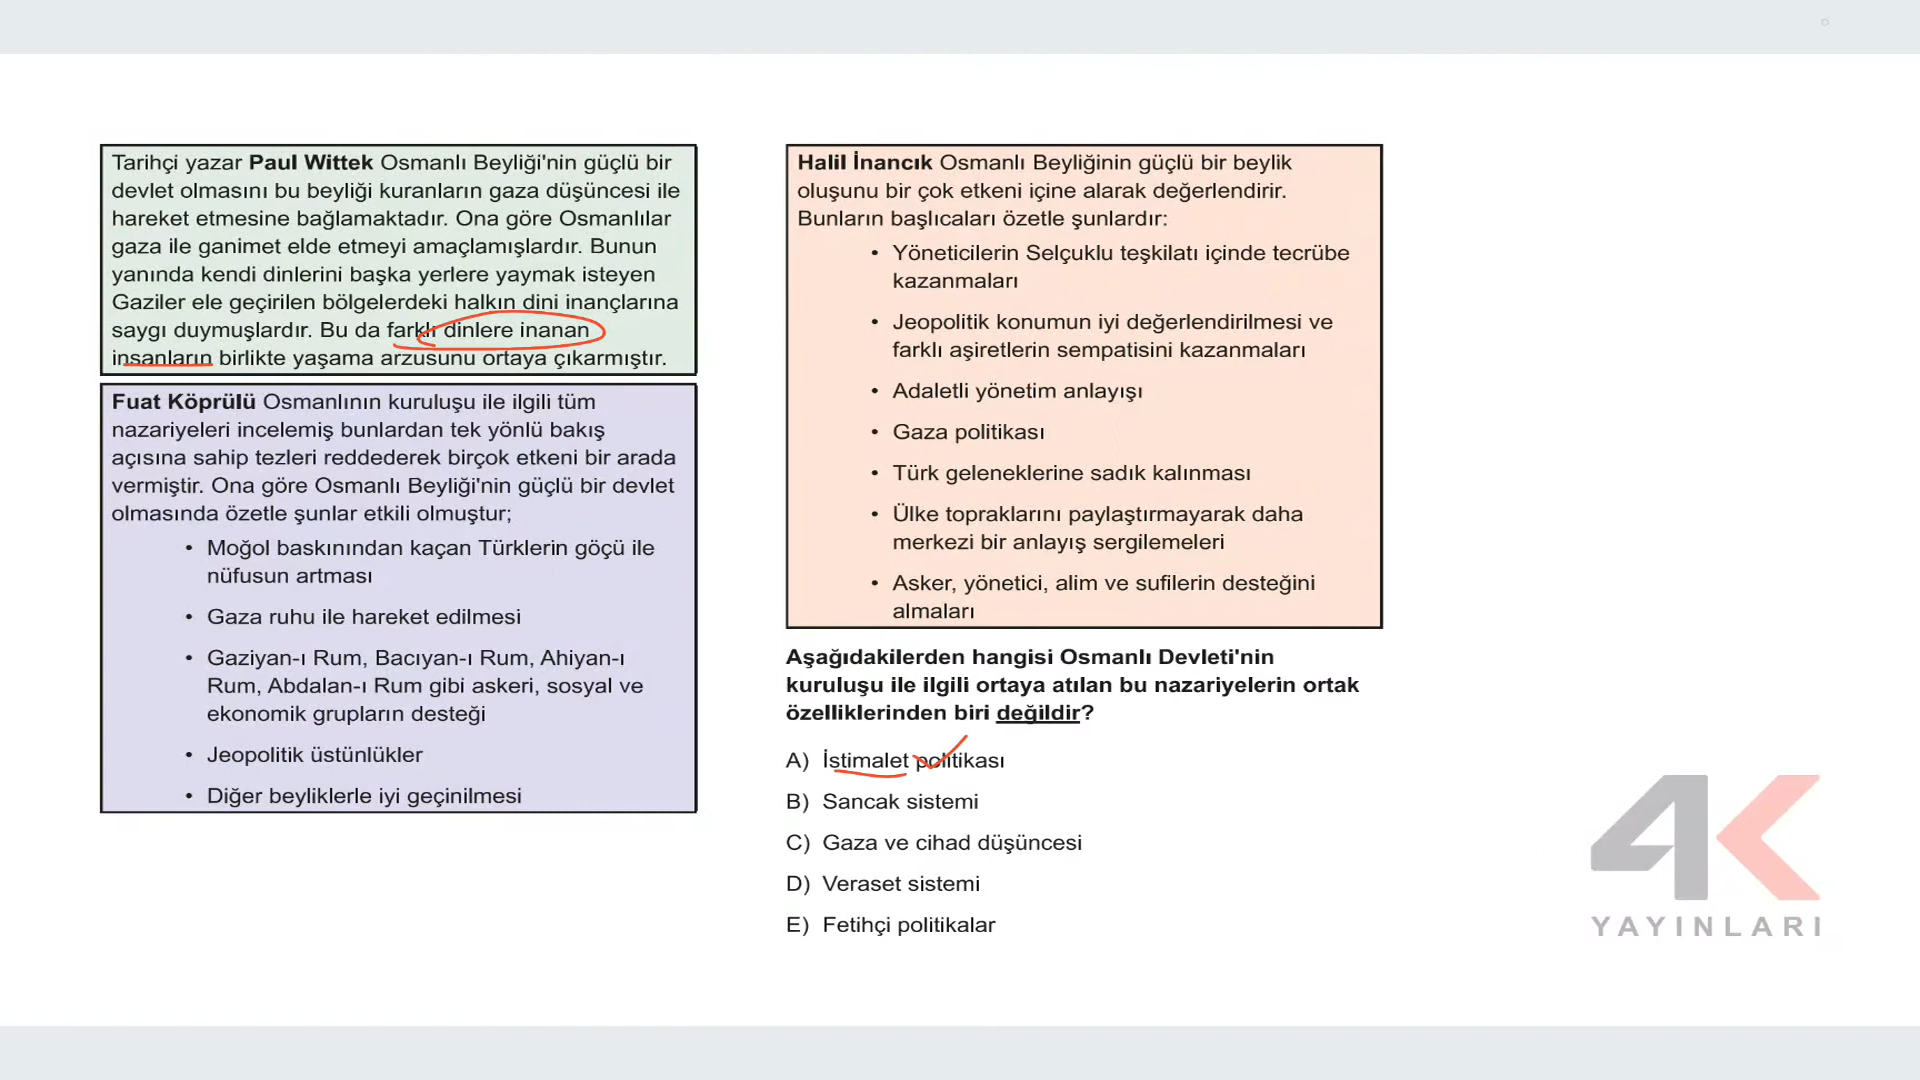 Tarihçi yazar Paul Wittek Osmanlı Beyliği'nin güçlü bir
devlet olmasını bu beyliği kuranların gaza düşüncesi ile
hareket etmesine bağlamaktadır. Ona göre Osmanlılar
gaza ile ganimet elde etmeyi amaçlamışlardır. Bunun
yanında kendi dinlerini başka yerlere yaymak isteyen
Gaziler ele geçirilen bölgelerdeki halkın dini inançlarına
saygı duymuşlardır. Bu da farklı dinlere inanan
insanların birlikte yaşama arzusunu ortaya çıkarmıştır.
Fuat Köprülü Osmanlının kuruluşu ile ilgili tüm
nazariyeleri incelemiş bunlardan tek yönlü bakış
açısına sahip tezleri reddederek birçok etkeni bir arada
vermiştir. Ona göre Osmanlı Beyliği'nin güçlü bir devlet
olmasında özetle şunlar etkili olmuştur;
• Moğol baskınından kaçan Türklerin göçü ile
nüfusun artması
• Gaza ruhu ile hareket edilmesi
• Gaziyan-ı Rum, Bacıyan-ı Rum, Ahiyan-ı
Rum, Abdalan-ı Rum gibi askeri, sosyal ve
ekonomik grupların desteği
• Jeopolitik üstünlükler
• Diğer beyliklerle iyi geçinilmesi
Halil İnancık Osmanlı Beyliğinin güçlü bir beylik
oluşunu bir çok etkeni içine alarak değerlendirir.
Bunların başlıcaları özetle şunlardır:
• Yöneticilerin Selçuklu teşkilatı içinde tecrübe
kazanmaları
• Jeopolitik konumun iyi değerlendirilmesi ve
farklı aşiretlerin sempatisini kazanmaları
• Adaletli yönetim anlayışı
• Gaza politikası
• Türk geleneklerine sadık kalınması
• Ülke topraklarını paylaştırmayarak daha
merkezi bir anlayış sergilemeleri
• Asker, yönetici, alim ve sufilerin desteğini
almaları
Aşağıdakilerden hangisi Osmanlı Devleti'nin
kuruluşu ile ilgili ortaya atılan bu nazariyelerin ortak
özelliklerinden biri değildir?
A) İstimalet politikası
B) Sancak sistemi
C) Gaza ve cihad düşüncesi
D) Veraset sistemi
E) Fetihçi politikalar
4K
YAYINLARI